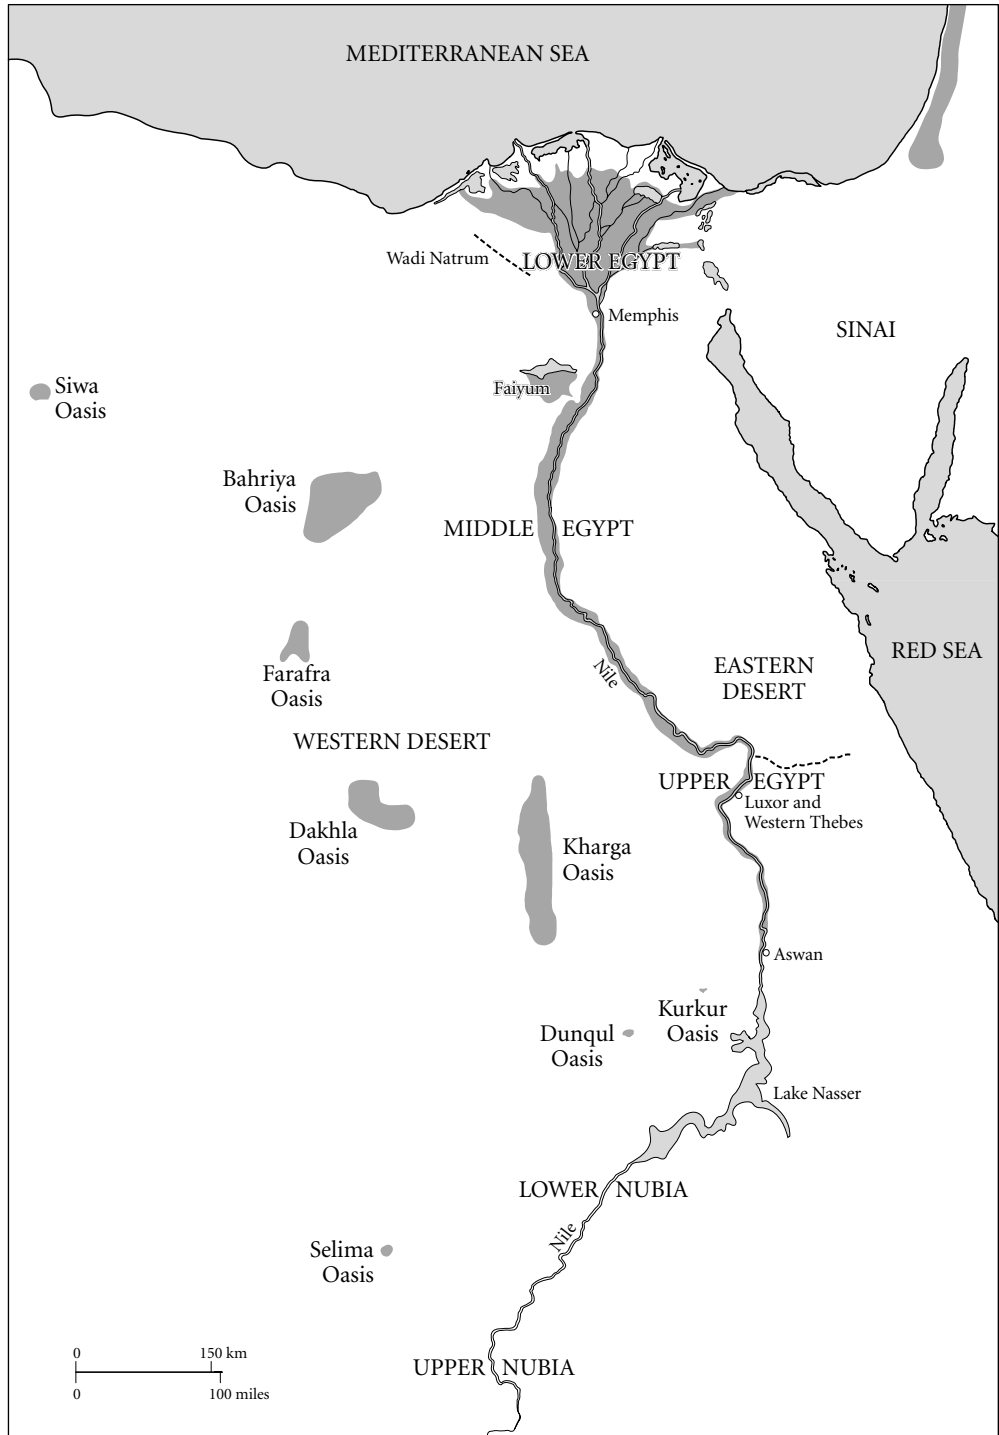 MEDITERRANEAN SEA
Wadi Natrum
LOWER EGYPT
Memphis
SINAI
Faiyum
Siwa
Oasis
Bahriya
Oasis
MIDDLE EGYPT
RED SEA
Farafra
Oasis
Nile
EASTERN
DESERT
WESTERN DESERT
UPPER EGYPT
Luxor and
Western Thebes
Dakhla
Oasis
Kharga
Oasis
Aswan
Kurkur
Oasis
Dunqul
Oasis
Lake Nasser
LOWER NUBIA
Nile
Selima
Oasis
0 150 km
0 100 miles
UPPER NUBIA